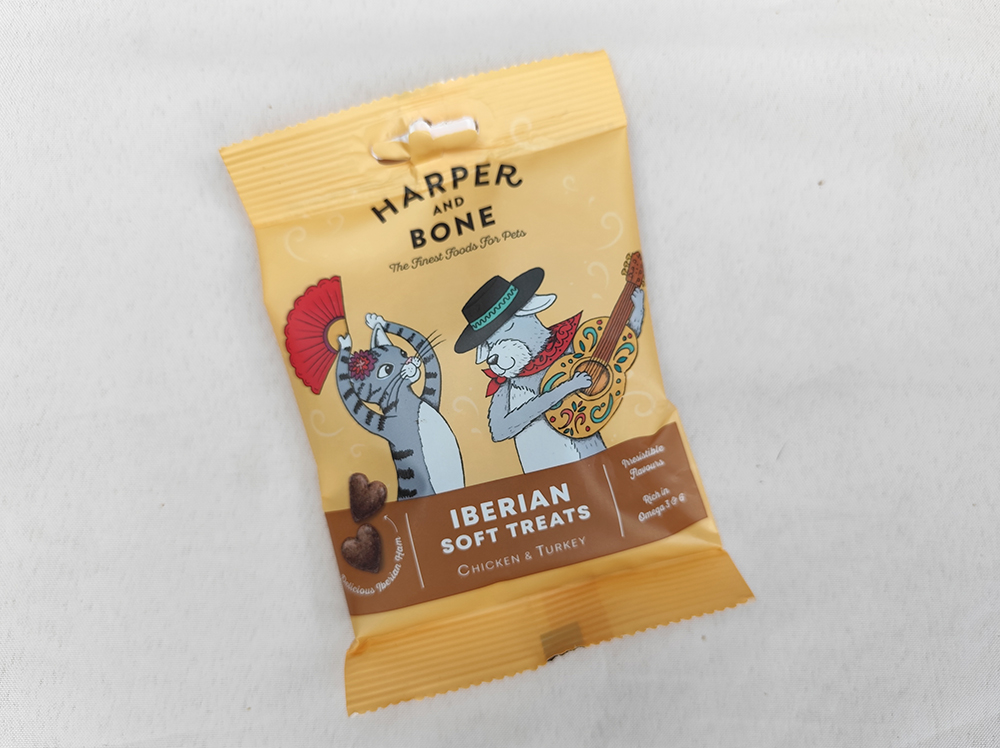 HARPER
AND
BONE
The Finest Foods For Pets
IBERIAN
SOFT TREATS
CHICKEN & TURKEY
Delicious Iberian Ham
Irresistible
Flavours
Rich in
Omega 3 & 6